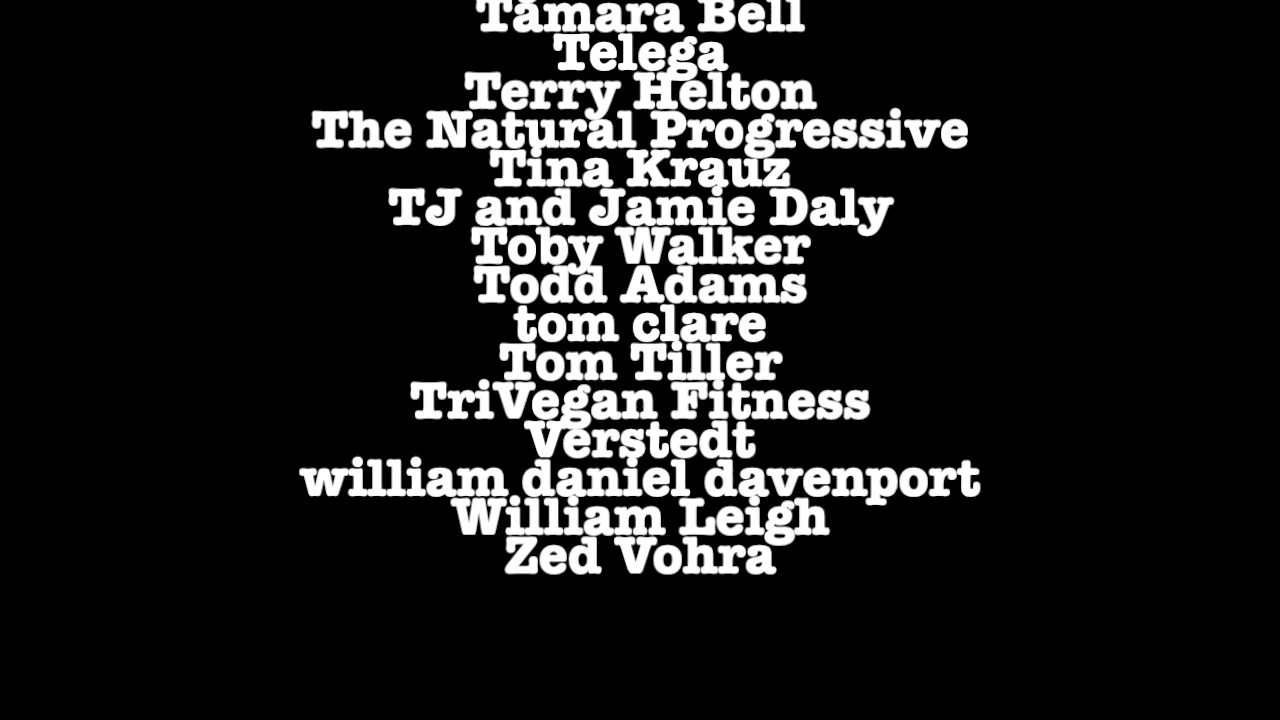 Tamara Bell
Telega
Terry Helton
The Natural Progressive
Tina Krauz
TJ and Jamie Daly
Toby Walker
Todd Adams
tom clare
Tom Tiller
TriVegan Fitness
Verstedt
william daniel davenport
William Leigh
Zed Vohra